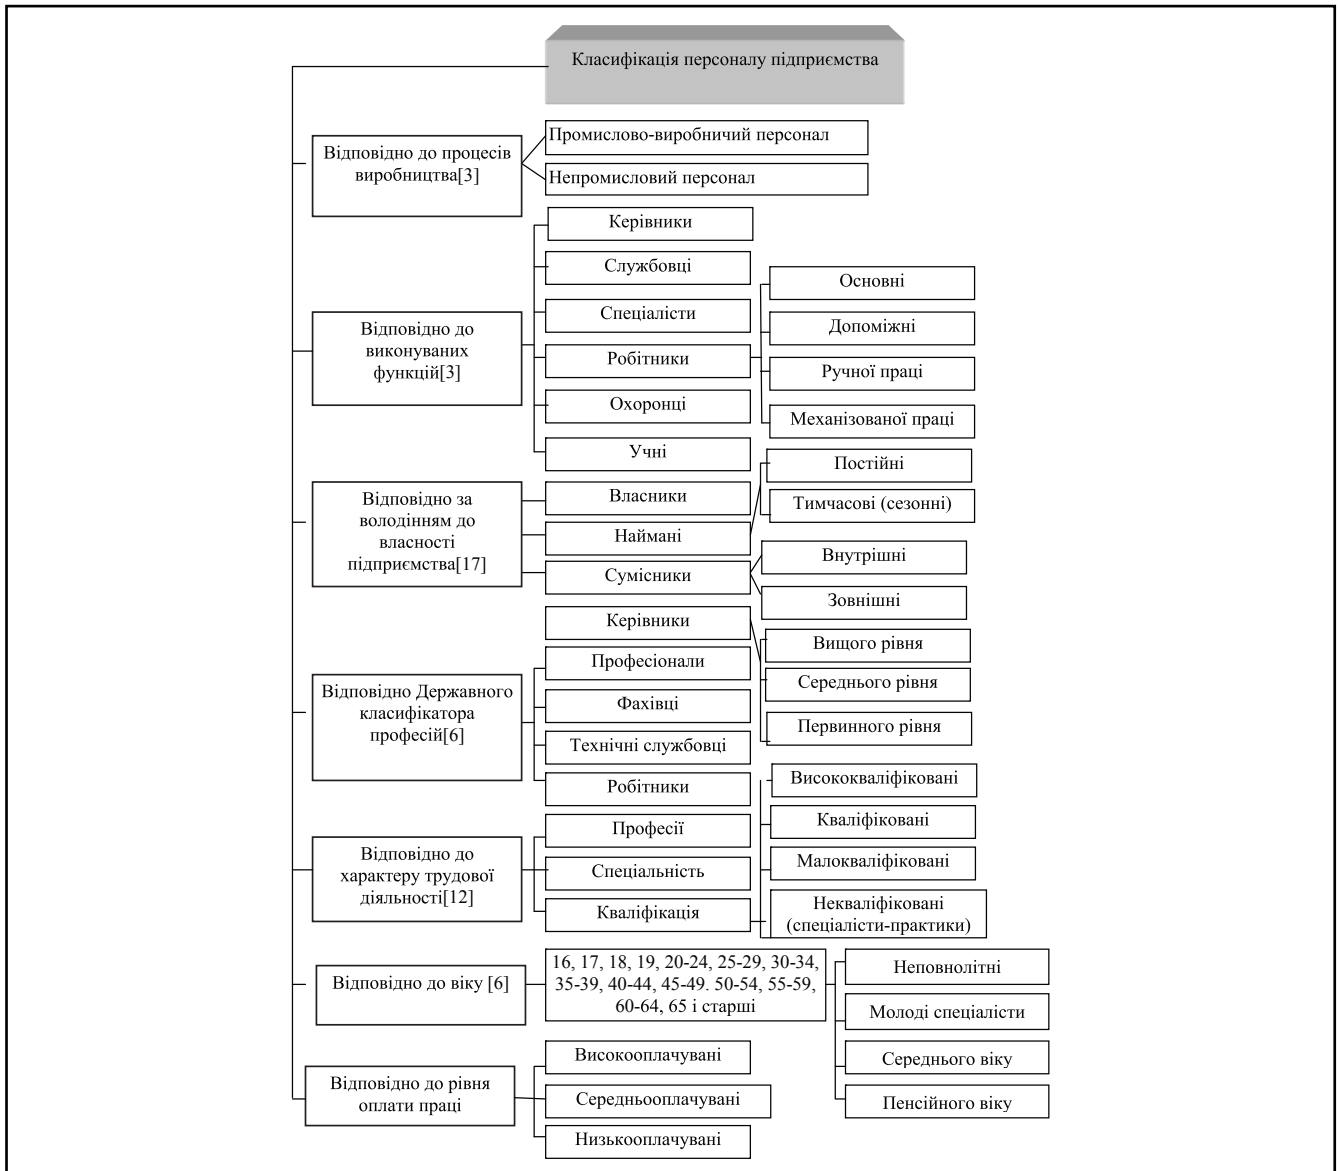 Класифікація персоналу підприємства
Відповідно до процесів
виробництва[3]
Промислово-виробничий персонал
Непромисловий персонал
Відповідно до
виконуваних
функцій[3]
Керівники
Службовці
Спеціалісти
Робітники
Охоронці
Учні
Основні
Допоміжні
Ручної праці
Механізованої праці
Відповідно за
володінням до
власності
підприємства[17]
Власники
Наймані
Сумісники
Постійні
Тимчасові (сезонні)
Внутрішні
Зовнішні
Відповідно Державного
класифікатора
професій[6]
Керівники
Професіонали
Фахівці
Технічні службовці
Робітники
Вищого рівня
Середнього рівня
Первинного рівня
Відповідно до
характеру трудової
діяльності[12]
Професії
Спеціальність
Кваліфікація
Висококваліфіковані
Кваліфіковані
Малокваліфіковані
Некваліфіковані
(спеціалісти-практики)
Відповідно до віку [6]
16, 17, 18, 19, 20-24, 25-29, 30-34,
35-39, 40-44, 45-49. 50-54, 55-59,
60-64, 65 і старші
Неповнолітні
Молоді спеціалісти
Середнього віку
Пенсійного віку
Відповідно до рівня
оплати праці
Високооплачувані
Середньооплачувані
Низькооплачувані